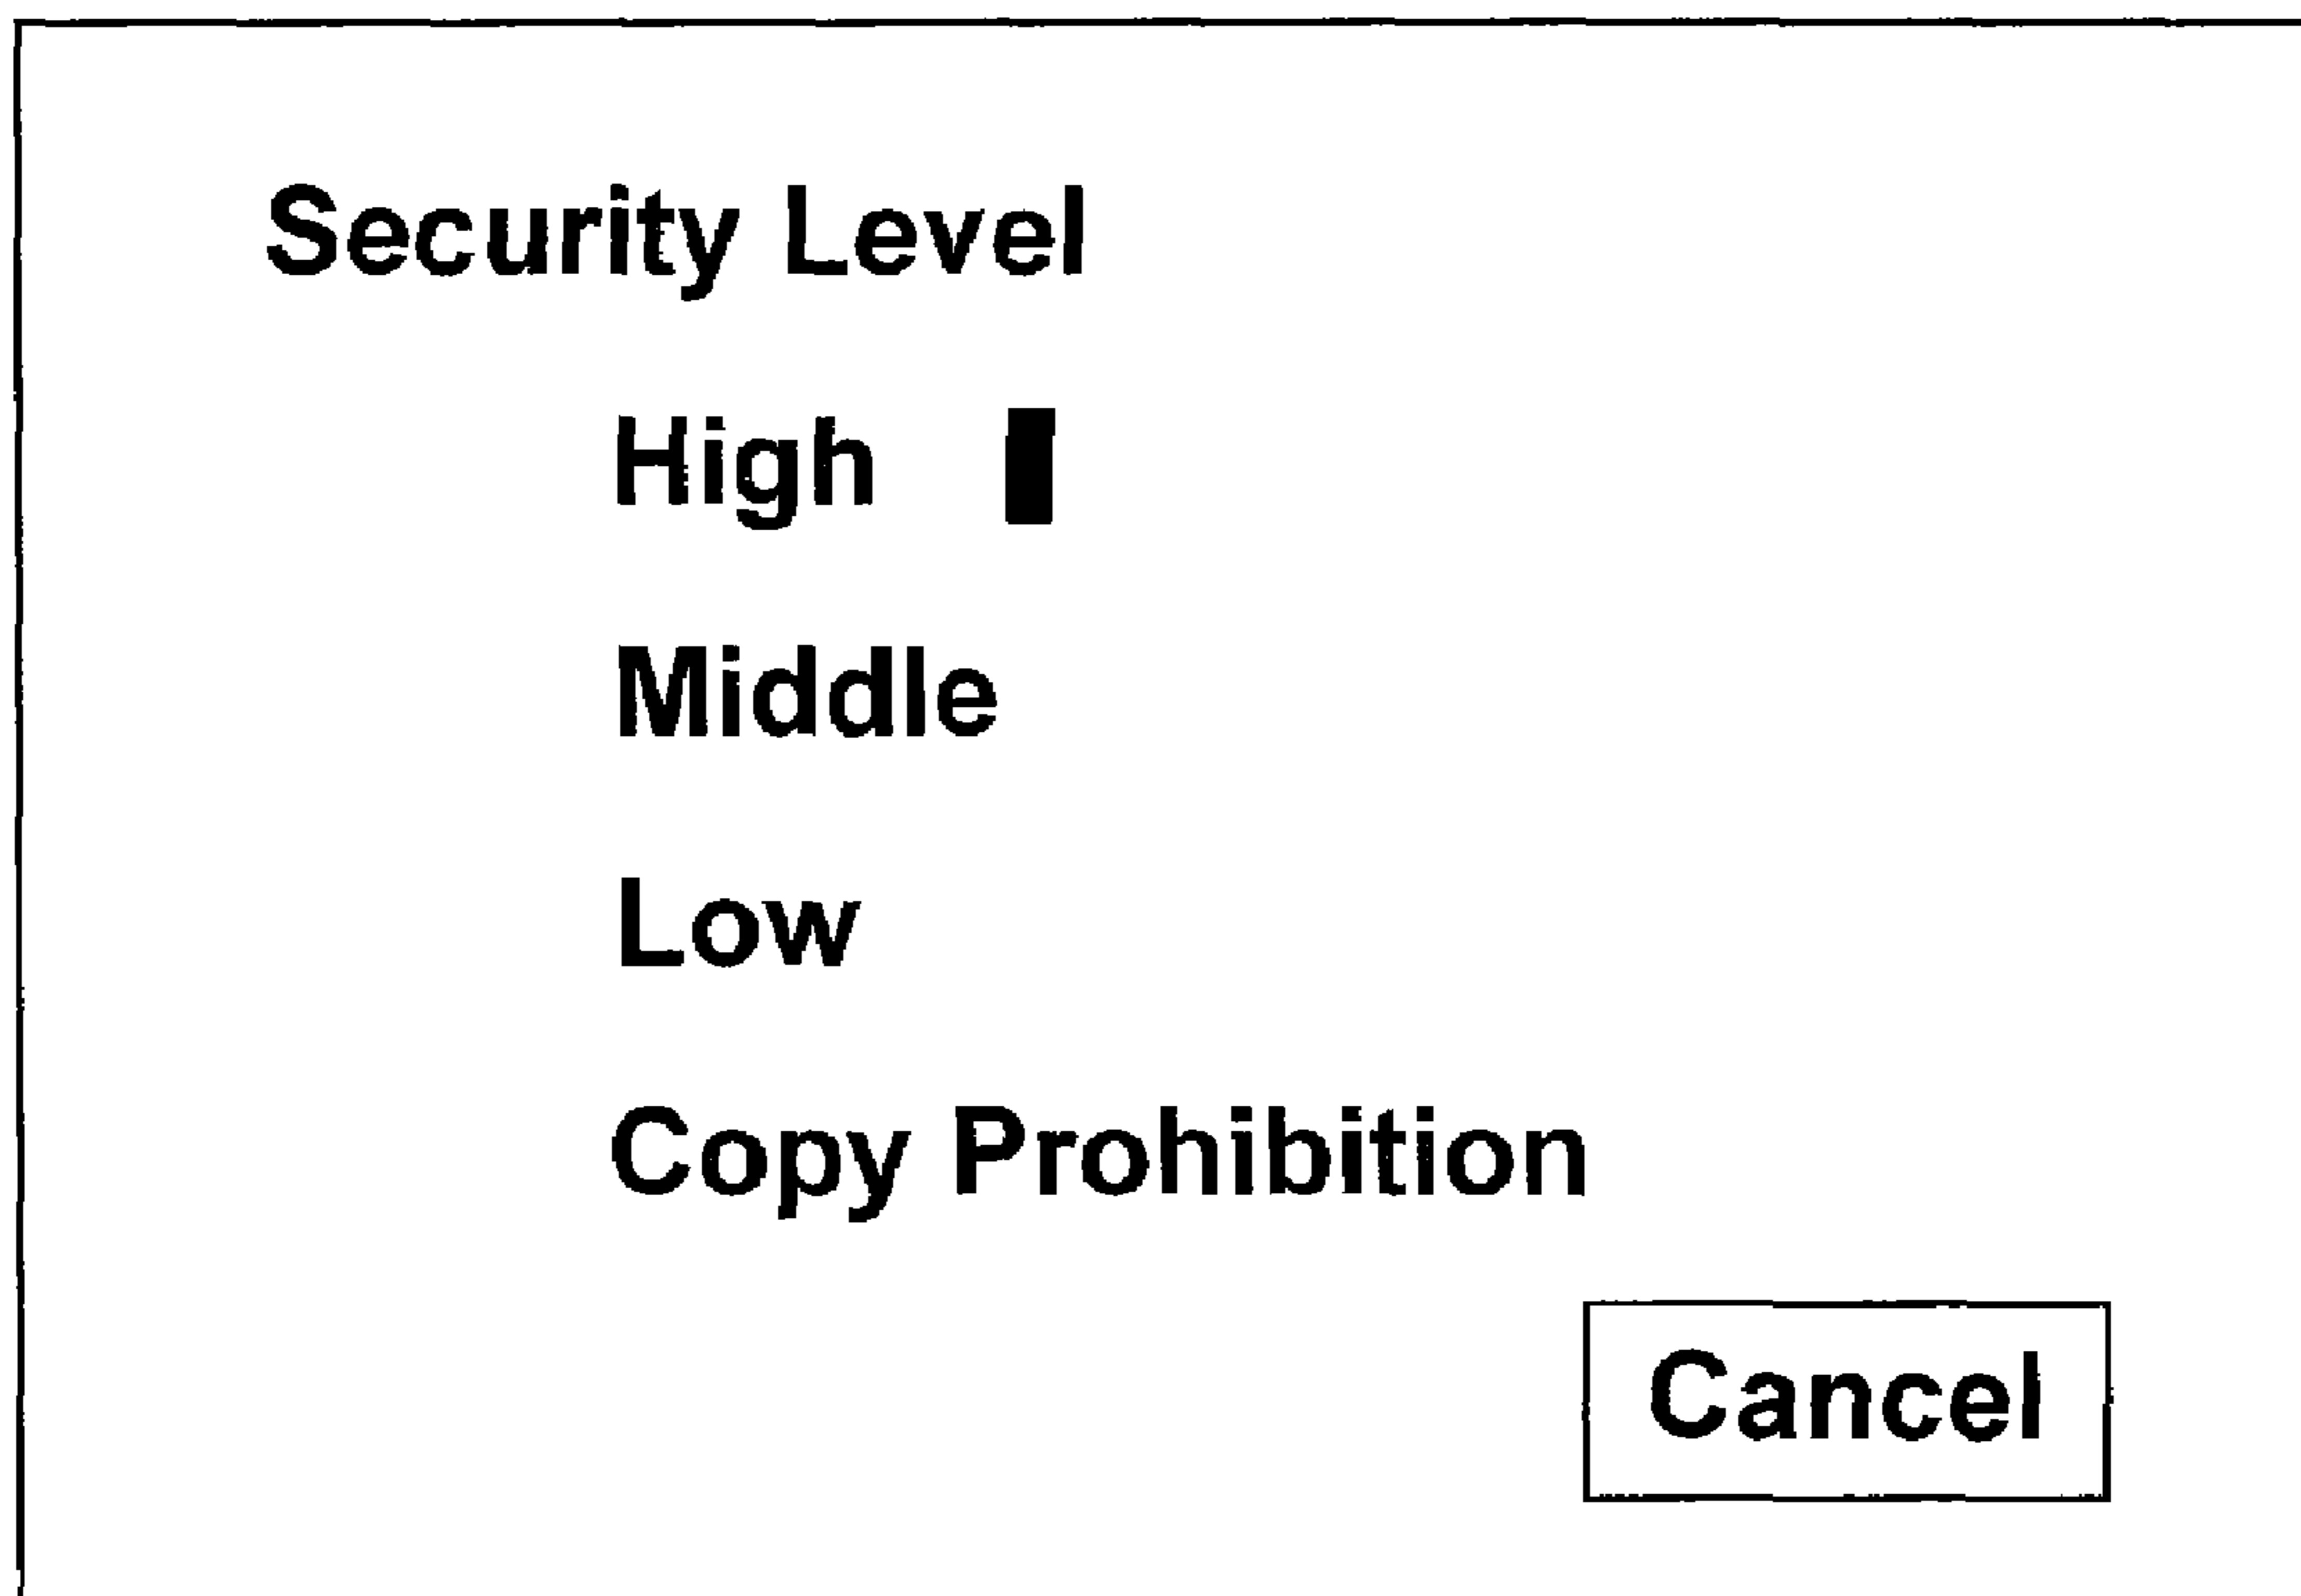 Security Level
High
Middle
Low
Copy Prohibition
Cancel